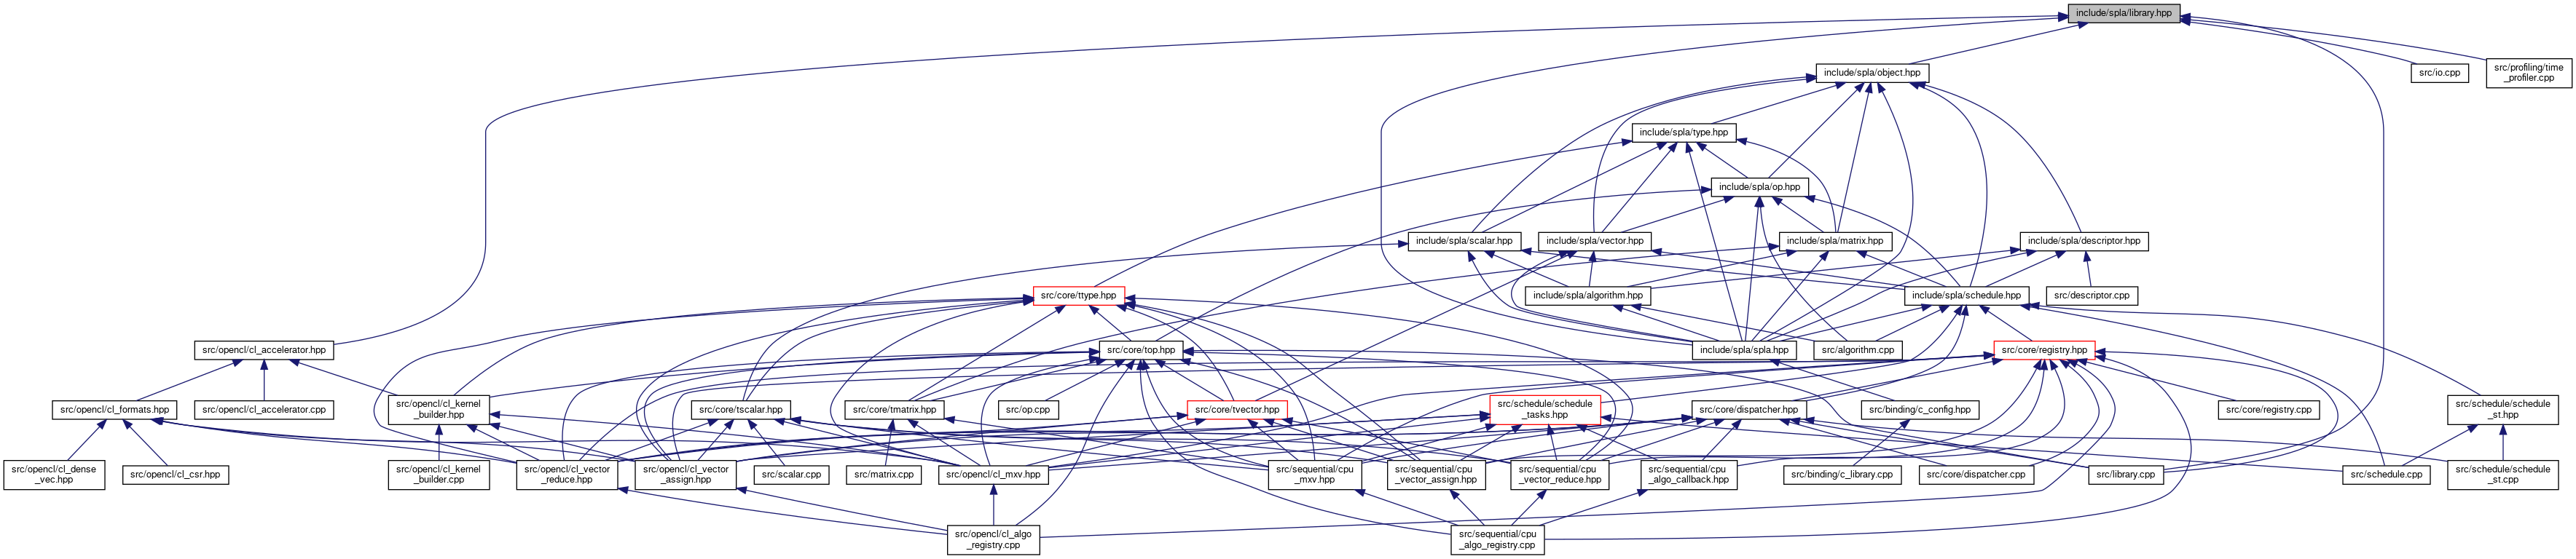 include/spla/library.hpp
include/spla/object.hpp
src/io.cpp
src/profiling/time
_profiler.cpp
include/spla/type.hpp
include/spla/op.hpp
include/spla/scalar.hpp
include/spla/vector.hpp
include/spla/matrix.hpp
include/spla/descriptor.hpp
src/core/ttype.hpp
include/spla/algorithm.hpp
include/spla/schedule.hpp
src/descriptor.cpp
src/opencl/cl_accelerator.hpp
src/core/top.hpp
include/spla/spla.hpp
src/algorithm.cpp
src/core/registry.hpp
src/opencl/cl_formats.hpp
src/opencl/cl_accelerator.cpp
src/opencl/cl_kernel
_builder.hpp
src/core/tscalar.hpp
src/core/tmatrix.hpp
src/op.cpp
src/core/tvector.hpp
src/schedule/schedule
_tasks.hpp
src/core/dispatcher.hpp
src/binding/c_config.hpp
src/core/registry.cpp
src/schedule/schedule
_st.hpp
src/opencl/cl_dense
_vec.hpp
src/opencl/cl_csr.hpp
src/opencl/cl_kernel
_builder.cpp
src/opencl/cl_vector
_reduce.hpp
src/opencl/cl_vector
_assign.hpp
src/scalar.cpp
src/matrix.cpp
src/opencl/cl_mxv.hpp
src/sequential/cpu
_mxv.hpp
src/sequential/cpu
_vector_assign.hpp
src/sequential/cpu
_vector_reduce.hpp
src/sequential/cpu
_algo_callback.hpp
src/binding/c_library.cpp
src/core/dispatcher.cpp
src/library.cpp
src/schedule.cpp
src/schedule/schedule
_st.cpp
src/opencl/cl_algo
_registry.cpp
src/sequential/cpu
_algo_registry.cpp